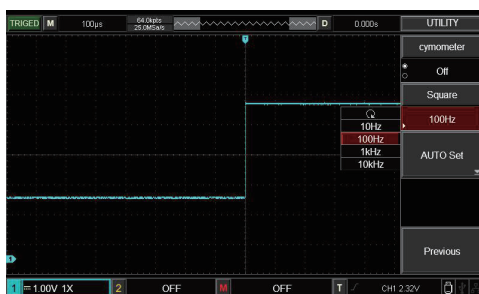 TRIGED M 100μs 64.0kpts D 0.000s UTILITY
25.0MSa/s
T
cymometer
Off
Square
100Hz
10Hz
100Hz
1kHz
10kHz
AUTO Set
Previous
1
1 1.00V 1X 2 OFF M OFF T CH1 2.32V